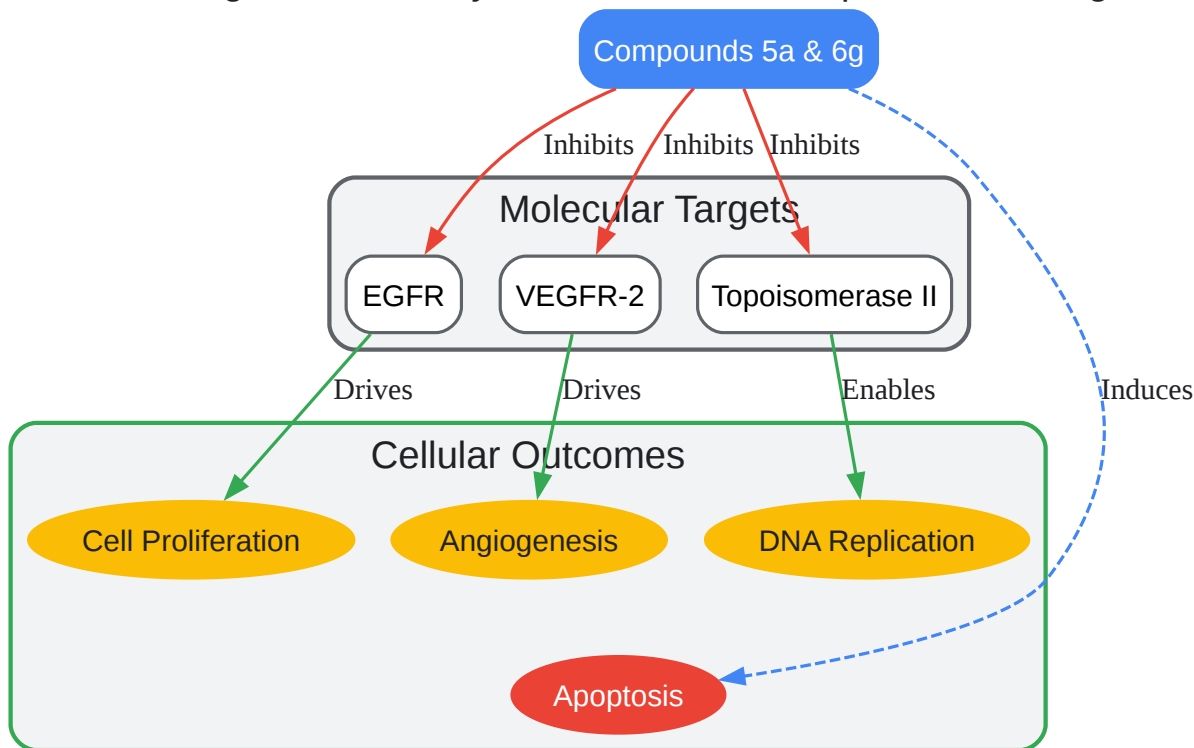 Compounds 5a & 6g
Inhibits Inhibits Inhibits
Molecular Targets
EGFR VEGFR-2 Topoisomerase II
Drives Drives Enables Induces
Cellular Outcomes
Cell Proliferation Angiogenesis DNA Replication
Apoptosis